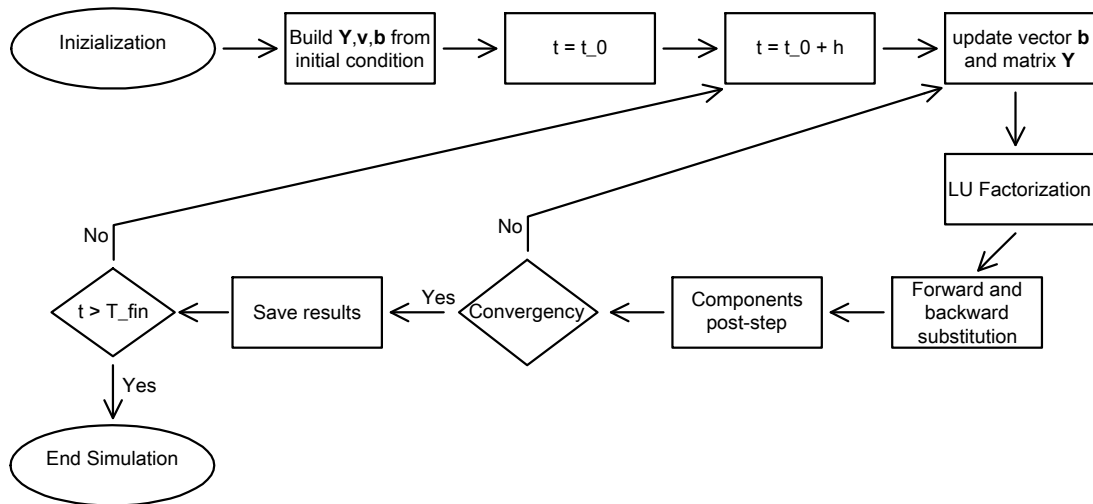 Inizialization
Build Y,v,b from
initial condition
t = t_0
t = t_0 + h
update vector b
and matrix Y
LU Factorization
Forward and
backward
substitution
Components
post-step
Convergency
No
Yes
Save results
t > T_fin
No
Yes
End Simulation